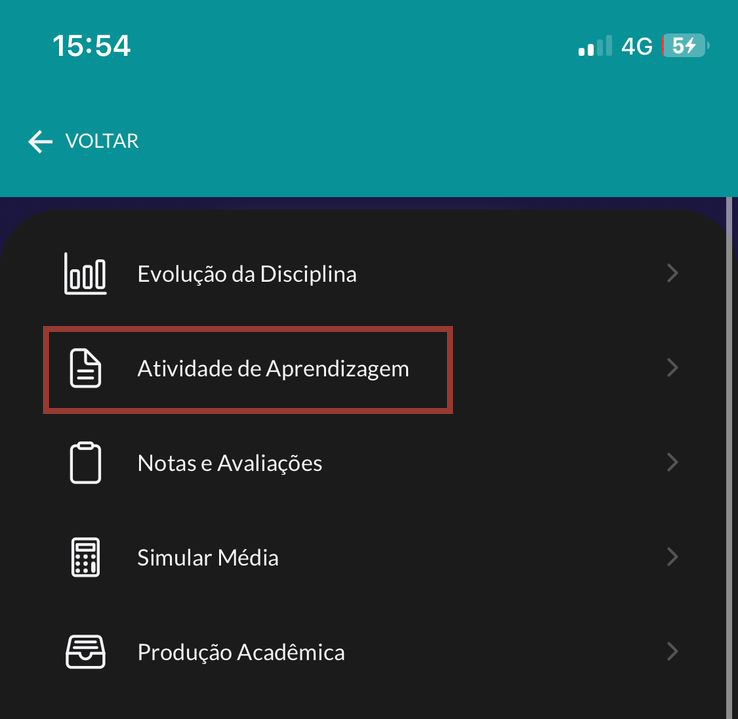 15:54 4G 5
VOLTAR
Evolução da Disciplina
Atividade de Aprendizagem
Notas e Avaliações
Simular Média
Produção Acadêmica